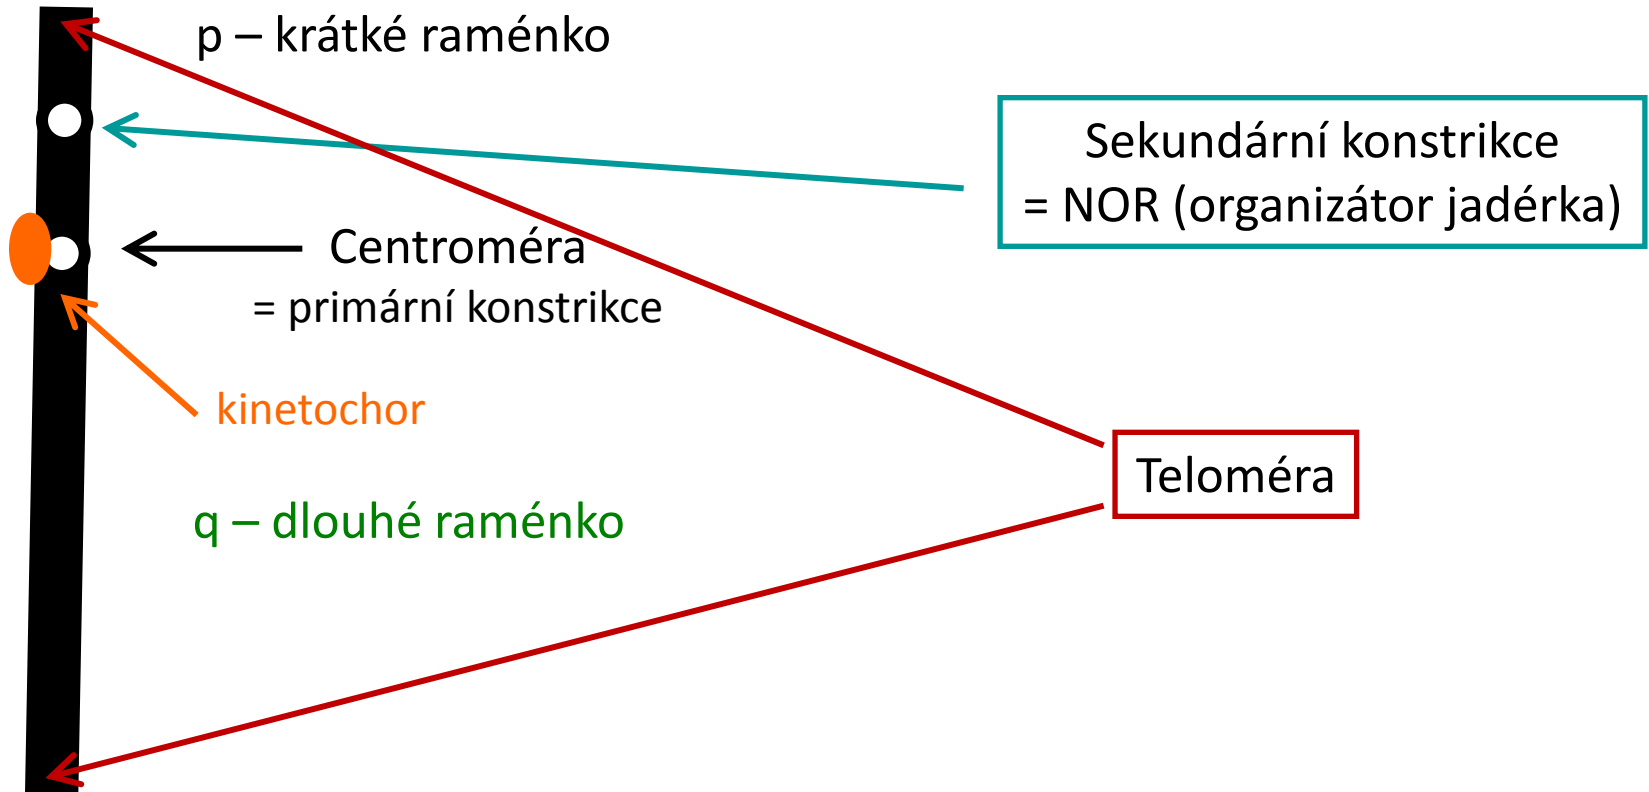 p – krátké raménko
Sekundární konstrikce
= NOR (organizátor jadérka)
Centroméra
= primární konstrikce
kinetochor
Teloméra
q – dlouhé raménko